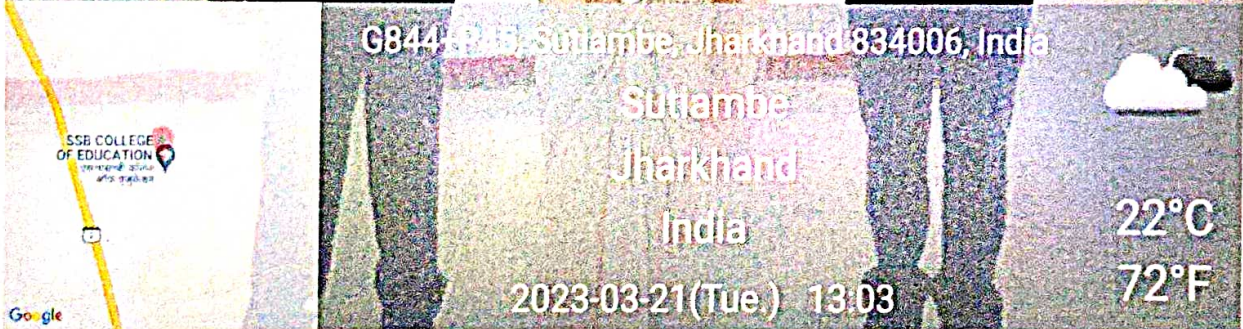 SSB COLLEGE
OF EDUCATION
Google
Sutiambe, Jharkhand 834006, India
Sutiambe
Jharkhand
India
2023-03-21(Tue.) 13:03
22°C
72°F